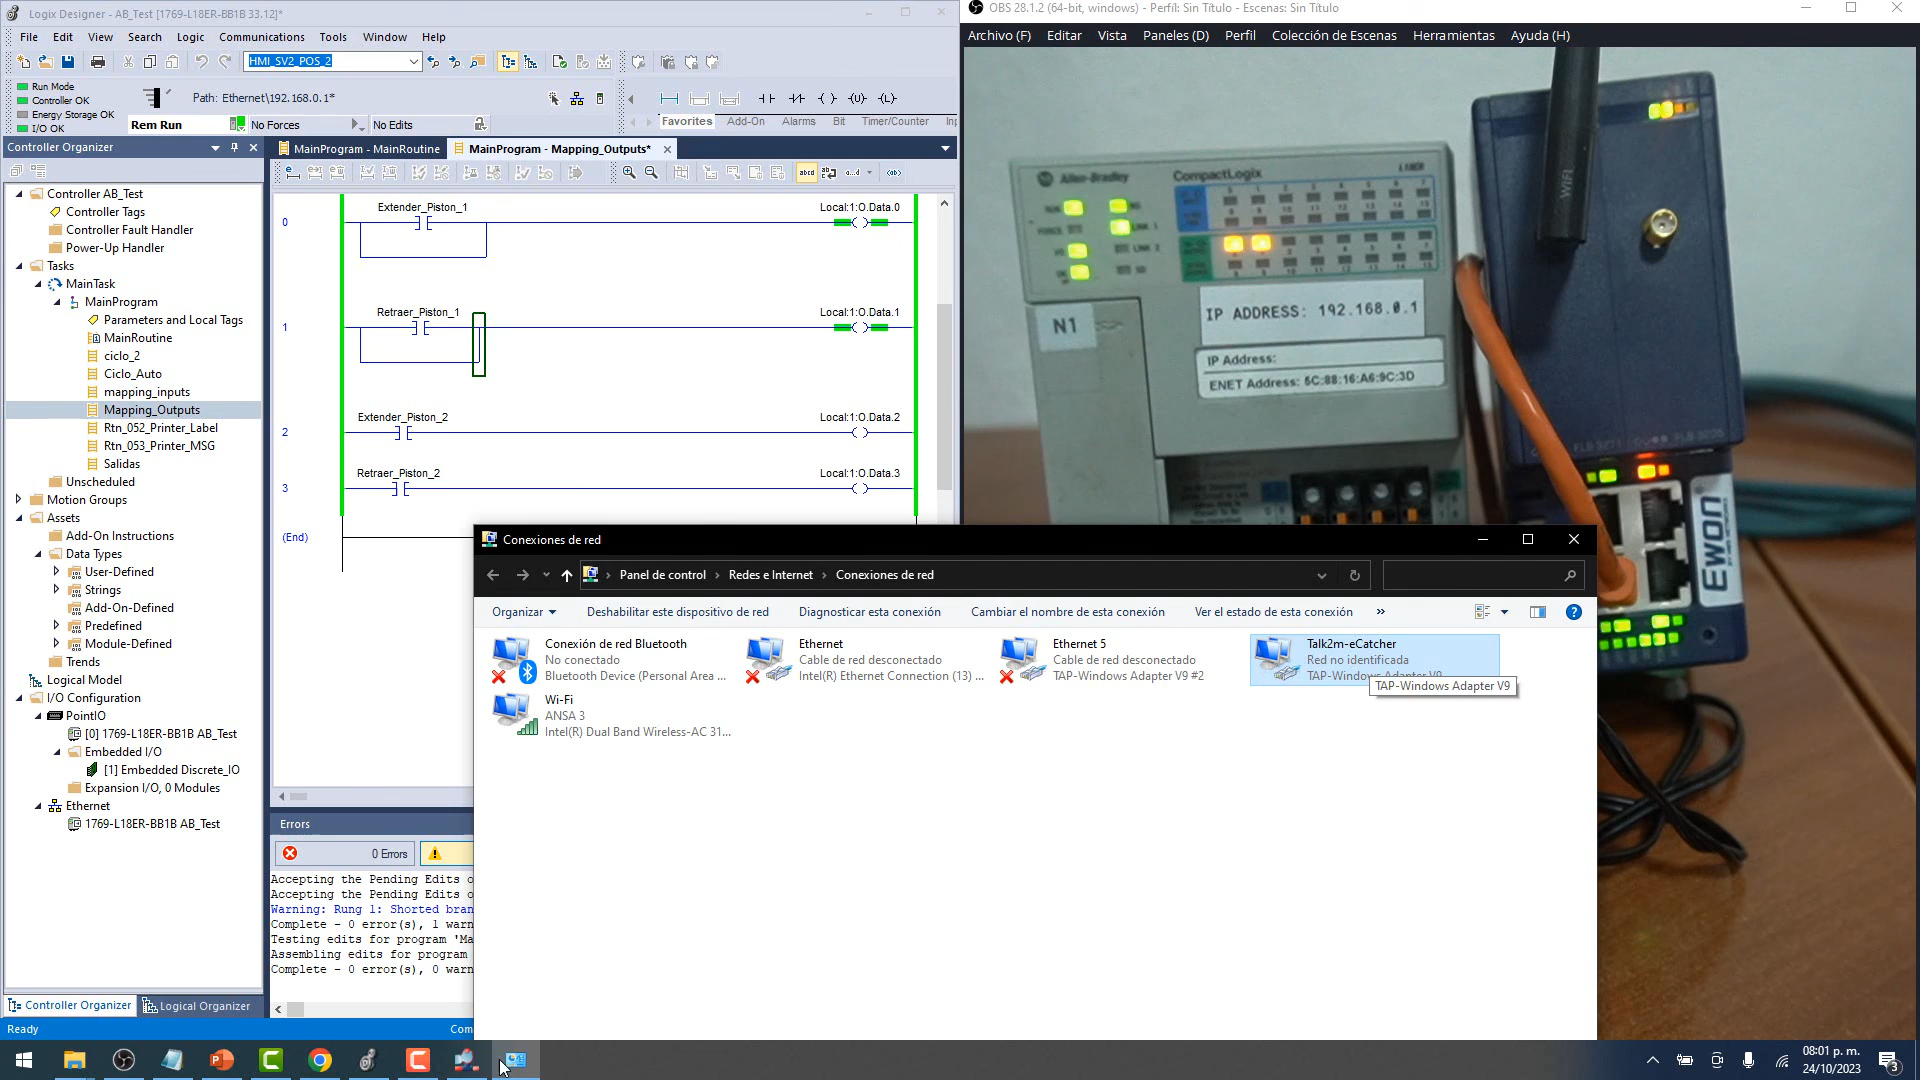 Logix Designer - AB_Test [1769-L18ER-BB1B 33.12]*
File Edit View Search Logic Communications Tools Window Help
HMI_SV2_POS_2
Run Mode
Controller OK
Energy Storage OK
I/O OK
Path: Ethernet\192.168.0.1*
Rem Run
No Forces
No Edits
Favorites Add-On Alarms Bit Timer/Counter
Controller Organizer
MainProgram - MainRoutine
MainProgram - Mapping_Outputs*
Controller AB_Test
Controller Tags
Controller Fault Handler
Power-Up Handler
Tasks
MainTask
MainProgram
Parameters and Local Tags
MainRoutine
ciclo_2
Ciclo_Auto
mapping_inputs
Mapping_Outputs
Rtn_052_Printer_Label
Rtn_053_Printer_MSG
Salidas
Unscheduled
Motion Groups
Assets
Add-On Instructions
Data Types
User-Defined
Strings
Add-On-Defined
Predefined
Module-Defined
Trends
Logical Model
I/O Configuration
PointIO
[0] 1769-L18ER-BB1B AB_Test
Embedded I/O
[1] Embedded Discrete_IO
Expansion I/O, 0 Modules
Ethernet
1769-L18ER-BB1B AB_Test
Controller Organizer
Logical Organizer
Ready
abcd
0
Extender_Piston_1
Local:1:O.Data.0
1
Retraer_Piston_1
Local:1:O.Data.1
2
Extender_Piston_2
Local:1:O.Data.2
3
Retraer_Piston_2
Local:1:O.Data.3
(End)
Errors
0 Errors
Accepting the Pending Edits o
Accepting the Pending Edits o
Warning: Rung 1: Shorted bran
Complete - 0 error(s), 1 warn
Testing edits for program 'Ma
Assembling edits for program
Complete - 0 error(s), 0 warn
Com
OBS 28.1.2 (64-bit, windows) - Perfil: Sin Título - Escenas: Sin Título
Archivo (F) Editar Vista Paneles (D) Perfil Colección de Escenas Herramientas Ayuda (H)
Allen-Bradley
CompactLogix
N1
IP ADDRESS: 192.168.0.1
IP Address:
ENET Address: 5C:88:16:A6:9C:3D
WiFi
Ewon
Conexiones de red
Panel de control
Redes e Internet
Conexiones de red
Organizar
Deshabilitar este dispositivo de red
Diagnosticar esta conexión
Cambiar el nombre de esta conexión
Ver el estado de esta conexión
Conexión de red Bluetooth
No conectado
Bluetooth Device (Personal Area ...
Ethernet
Cable de red desconectado
Intel(R) Ethernet Connection (13) ...
Ethernet 5
Cable de red desconectado
TAP-Windows Adapter V9 #2
Talk2m-eCatcher
Red no identificada
TAP-Windows Adapter V9
TAP-Windows Adapter V9
Wi-Fi
ANSA 3
Intel(R) Dual Band Wireless-AC 31...
08:01 p. m.
24/10/2023
3